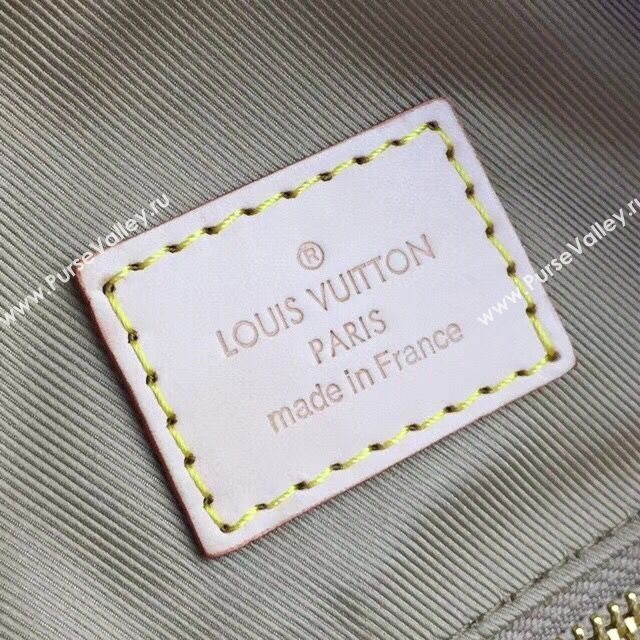 ®
LOUIS VUITTON
PARIS
made in France
www.PurseValley.ru
www.PurseValley.ru